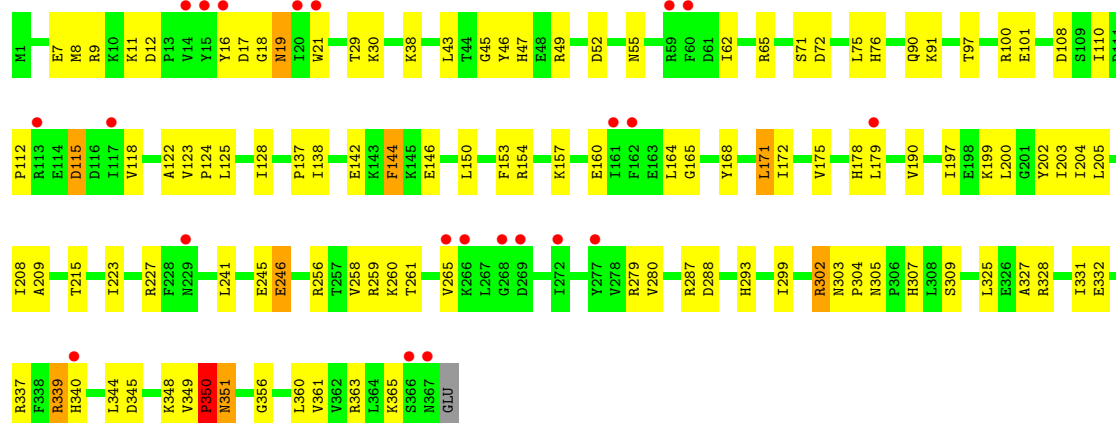 M1 E7 M8 R9 K10 K11 D12 P13 V14 Y15 Y16 D17 G18 N19 I20 W21 T29 K30 K38 L43 T44 G45 Y46 H47 E48 R49 D52 N55 R59 F60 D61 I62 R65 S71 D72 L75 H76 Q90 K91 T97 R100 E101 D108 S109 I110
P112 R113 E114 D115 D116 I117 V118 A122 V123 P124 L125 I128 P137 I138 E142 K143 F144 K145 E146 L150 F153 R154 K157 E160 I161 F162 E163 L164 G165 Y168 L171 I172 V175 H178 L179 V190 I197 E198 K199 L200 G201 Y202 I203 I204 L205
I208 A209 T215 I223 R227 F228 N229 L241 E245 E246 R256 T257 V258 R259 K260 T261 V265 K266 L267 G268 D269 I272 Y277 V278 R279 V280 R287 D288 H293 I299 R302 N303 P304 N305 P306 H307 L308 S309 L325 E326 A327 R328 I331 E332
R337 F338 R339 H340 L344 D345 K348 V349 P350 N351 G356 L360 V361 V362 R363 L364 K365 S366 N367 GLU